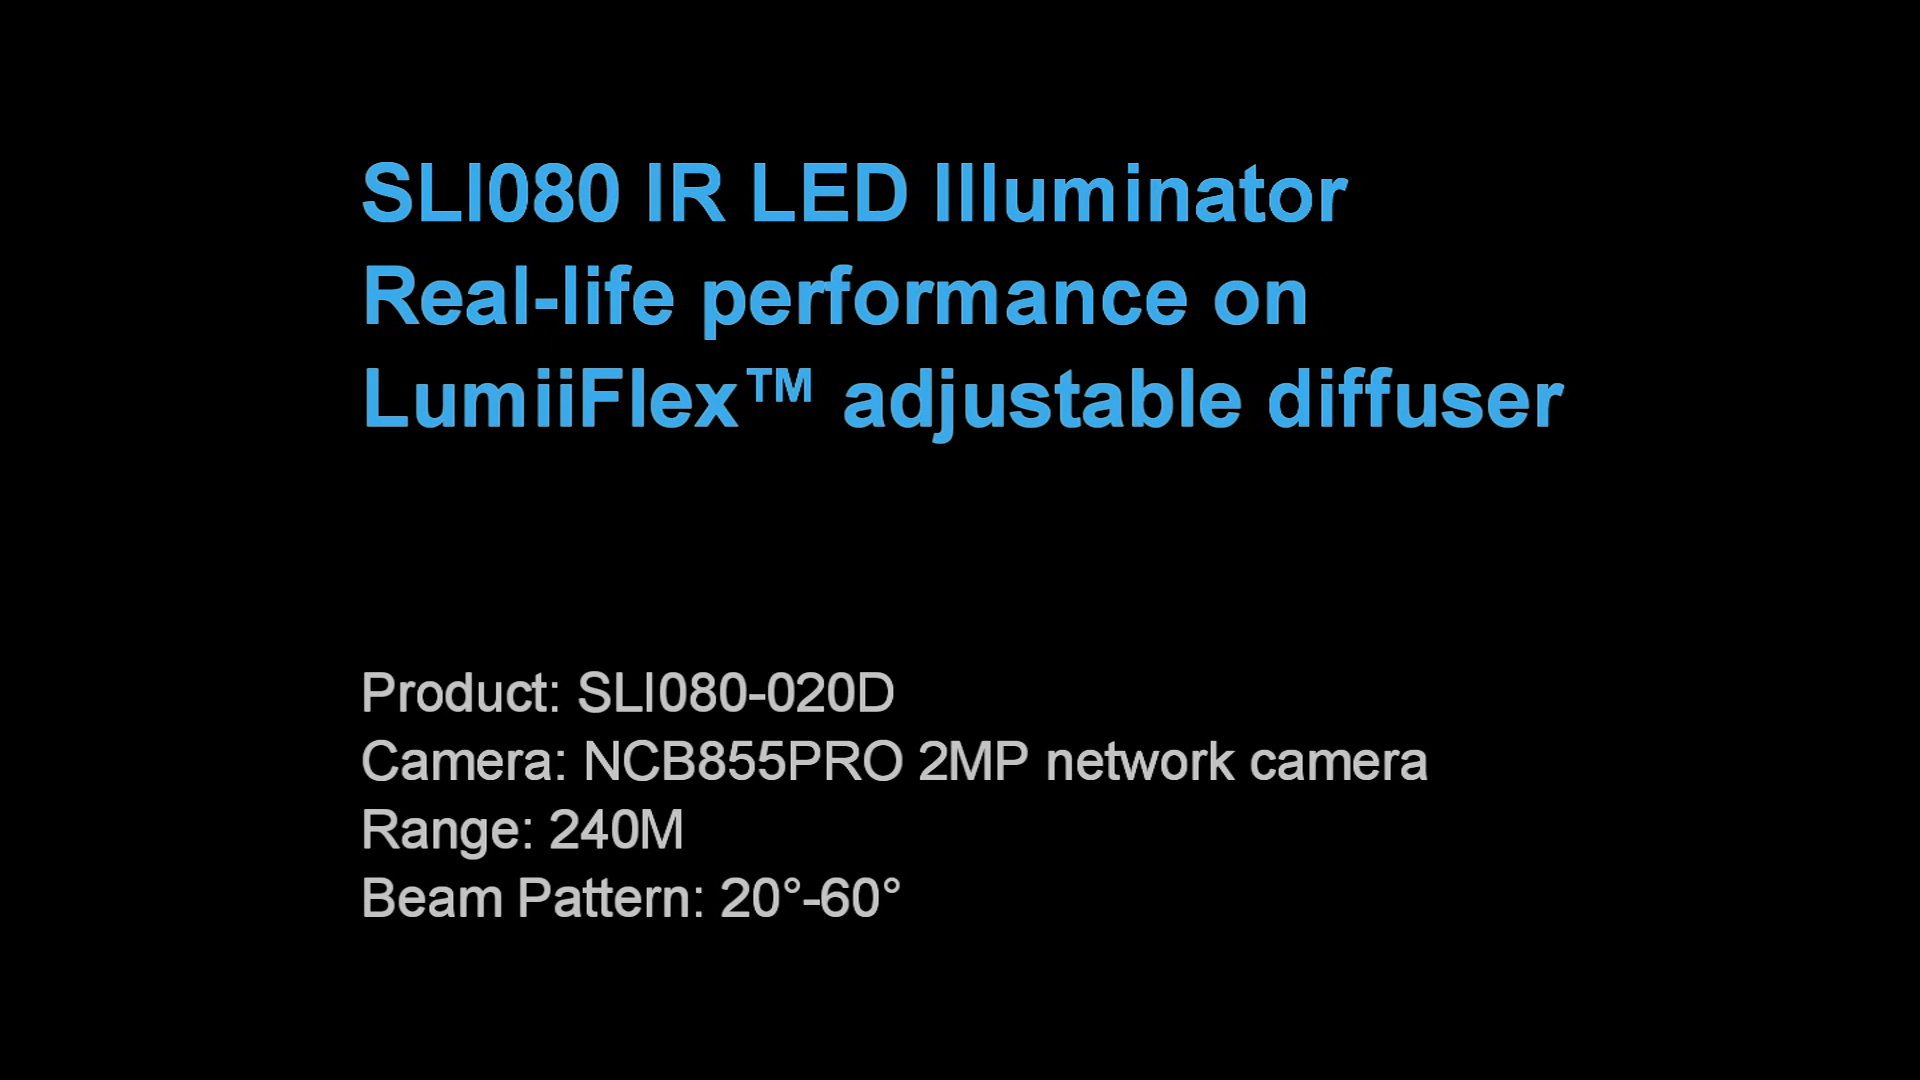 SLI080 IR LED Illuminator
Real-life performance on
LumiiFlex™ adjustable diffuser
Product: SLI080-020D
Camera: NCB855PRO 2MP network camera
Range: 240M
Beam Pattern: 20°-60°